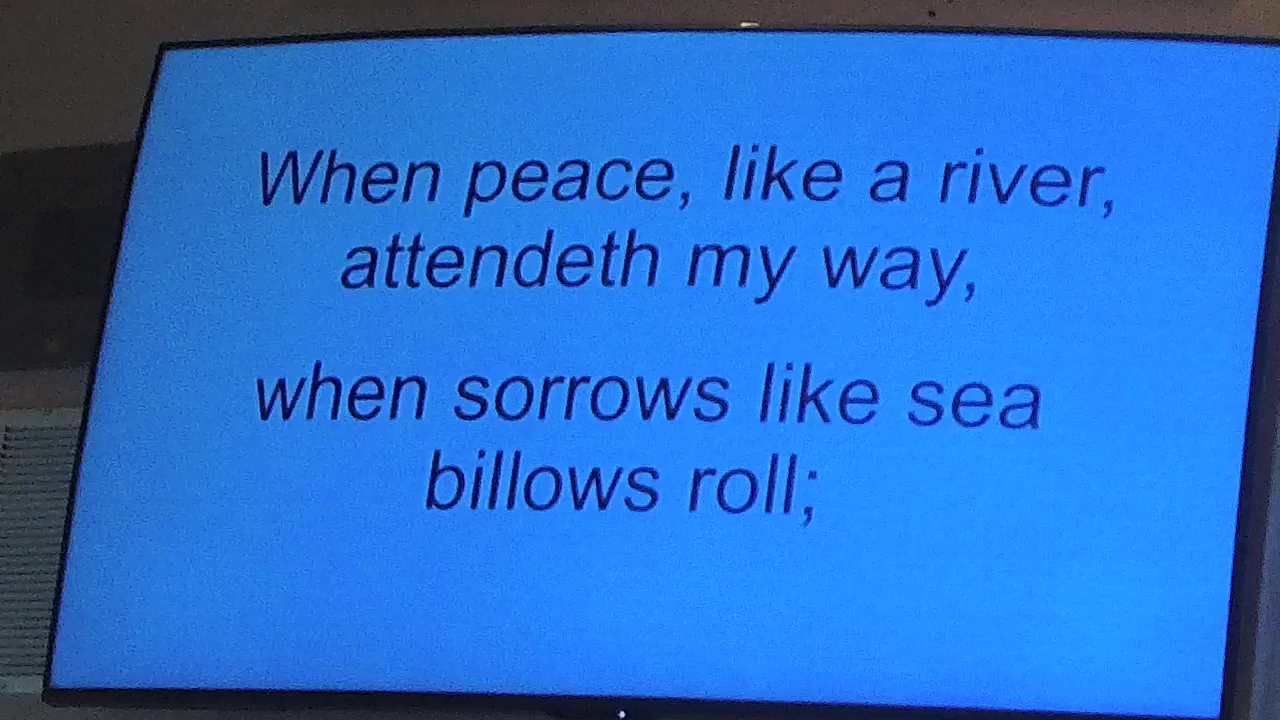 When peace, like a river,
attendeth my way,
when sorrows like sea
billows roll;